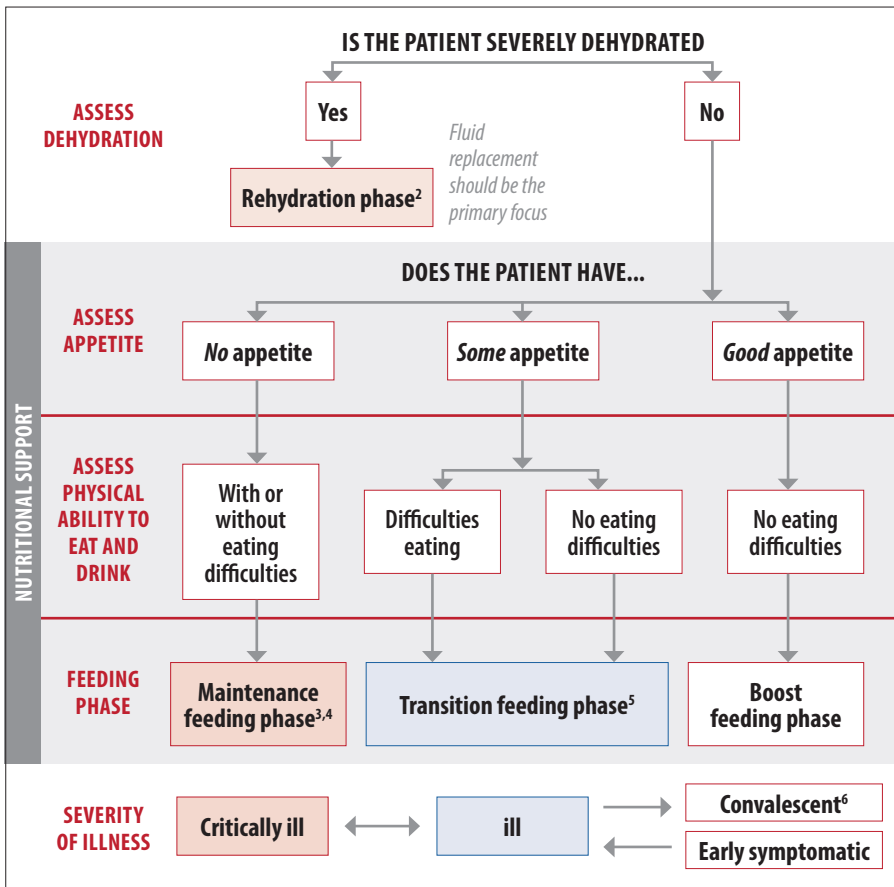 IS THE PATIENT SEVERELY DEHYDRATED
ASSESS
DEHYDRATION
Yes
No
Fluid
replacement
should be the
primary focus
Rehydration phase2
NUTRITIONAL SUPPORT
DOES THE PATIENT HAVE...
ASSESS
APPETITE
No appetite
Some appetite
Good appetite
ASSESS
PHYSICAL
ABILITY TO
EAT AND
DRINK
With or
without
eating
difficulties
Difficulties
eating
No eating
difficulties
No eating
difficulties
FEEDING
PHASE
Maintenance
feeding phase3,4
Transition feeding phase5
Boost
feeding phase
SEVERITY
OF ILLNESS
Critically ill
ill
Convalescent6
Early symptomatic